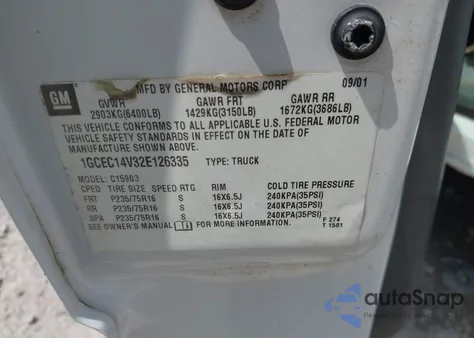 GM
MFD BY GENERAL MOTORS CORP 09/01
GVWR GAWR FRT GAWR RR
2903KG(6400LB) 1429KG(3150LB) 1672KG(3686LB)
THIS VEHICLE CONFORMS TO ALL APPLICABLE U.S. FEDERAL MOTOR
VEHICLE SAFETY STANDARDS IN EFFECT ON THE DATE OF
MANUFACTURE SHOWN ABOVE.
1GCEC14V32E126335 TYPE: TRUCK
MODEL: C15903
CPCED TIRE SIZE SPEED RTG RIM COLD TIRE PRESSURE
FRT P235/75R16 S 16X6.5J 240KPA(35PSI)
RR P235/75R16 S 16X6.5J 240KPA(35PSI)
SPA P235/75R16 S 16X6.5J 240KPA(35PSI)
SEE OWNER'S MANUAL FOR MORE INFORMATION. F 274
T 1501
autoSnap